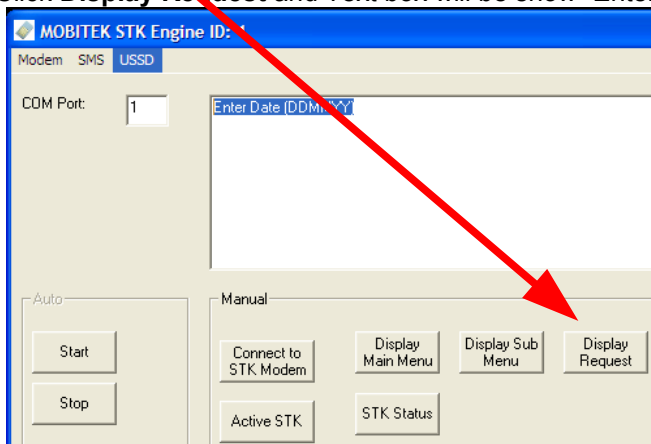 click Display Request and Text box will be show "Enter
MOBITEK STK Engine ID: 1
Modem SMS USSD
COM Port: 1
Enter Date (DDMMYY)
Auto
Manual
Start
Stop
Connect to
STK Modem
Display
Main Menu
Display Sub
Menu
Display
Request
Active STK
STK Status